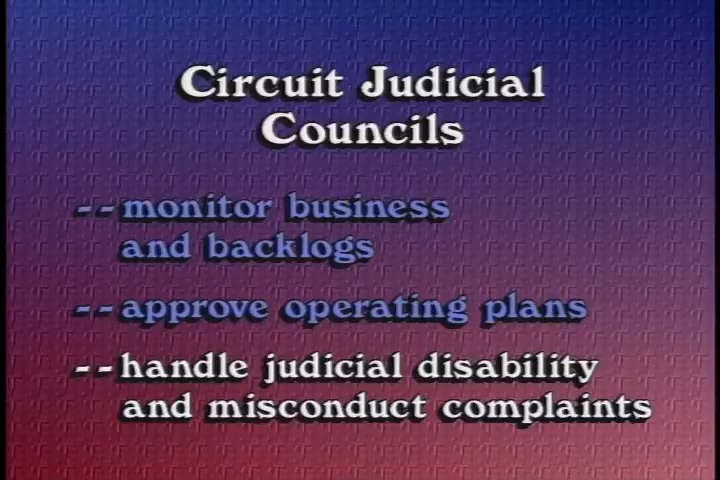 Circuit Judicial
Councils
--monitor business
and backlogs
--approve operating plans
--handle judicial disability
and misconduct complaints